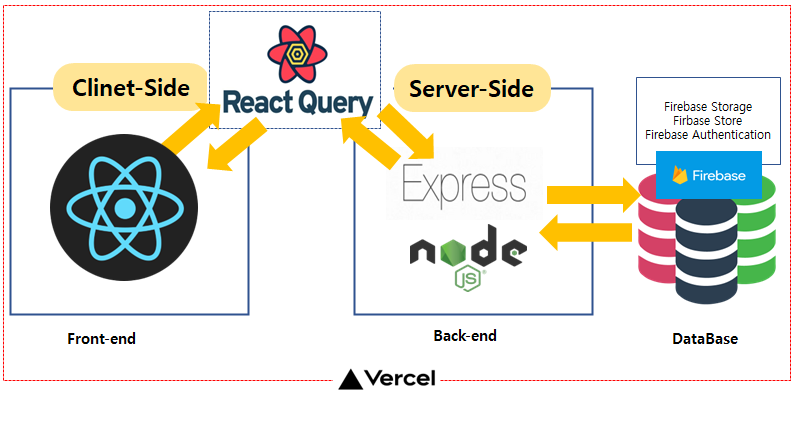 Clinet-Side
React Query
Server-Side
Firebase Storage
Firbase Store
Firebase Authentication
Firebase
Express
node
JS
Front-end
Back-end
DataBase
Vercel